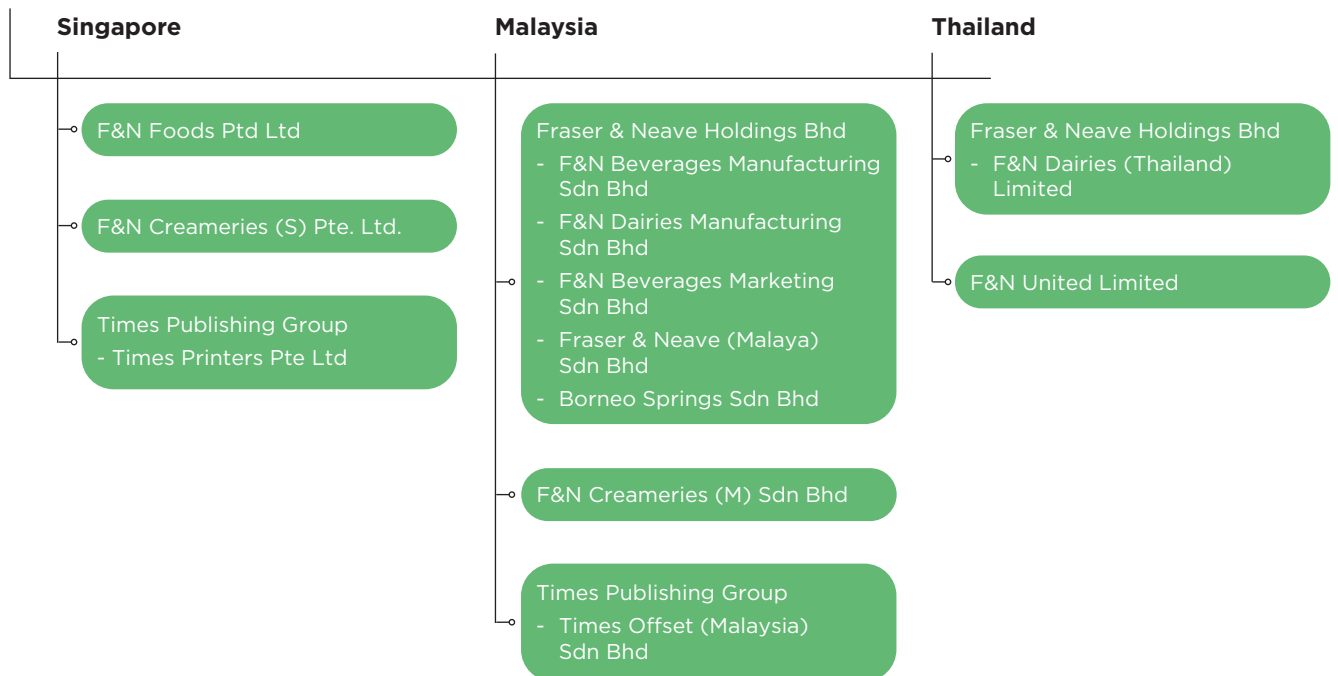 Singapore
F&N Foods Ptd Ltd
F&N Creameries (S) Pte. Ltd.
Times Publishing Group
- Times Printers Pte Ltd
Malaysia
Fraser & Neave Holdings Bhd
- F&N Beverages Manufacturing
Sdn Bhd
- F&N Dairies Manufacturing
Sdn Bhd
- F&N Beverages Marketing
Sdn Bhd
- Fraser & Neave (Malaya)
Sdn Bhd
- Borneo Springs Sdn Bhd
F&N Creameries (M) Sdn Bhd
Times Publishing Group
- Times Offset (Malaysia)
Sdn Bhd
Thailand
Fraser & Neave Holdings Bhd
- F&N Dairies (Thailand)
Limited
F&N United Limited